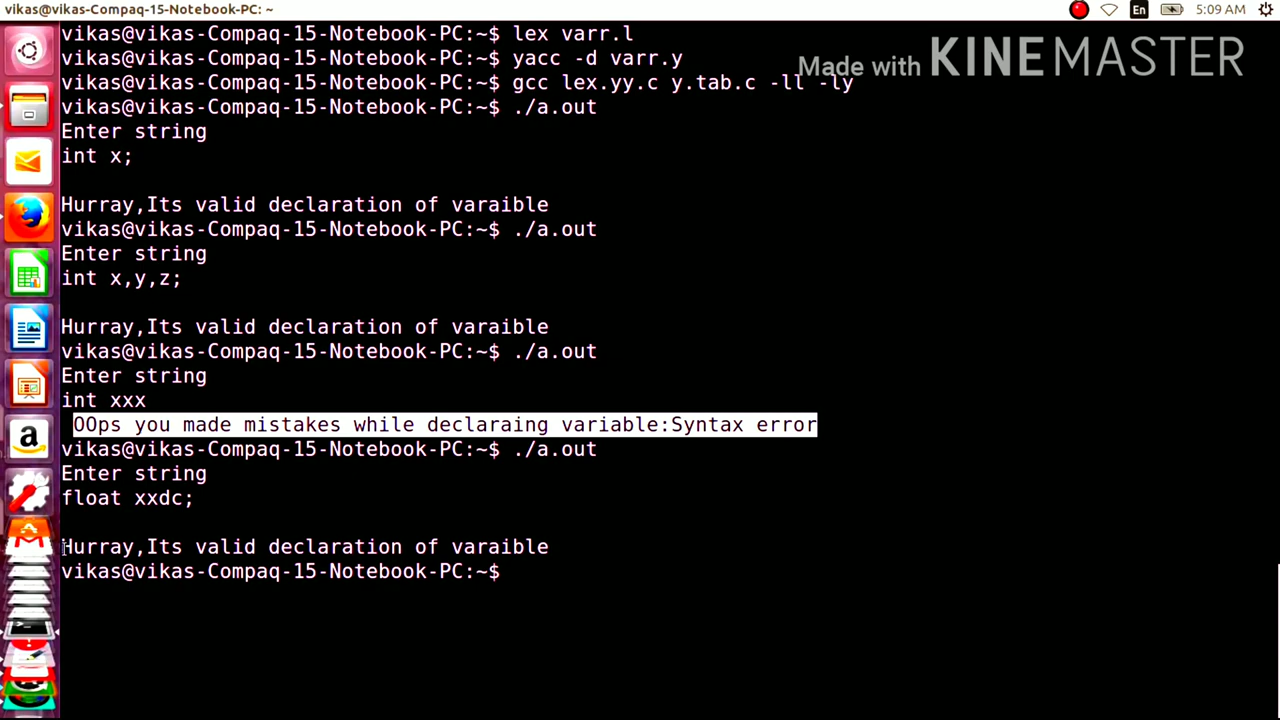 vikas@vikas-Compaq-15-Notebook-PC: ~
En
5:09 AM
Made with KINEMASTER
vikas@vikas-Compaq-15-Notebook-PC:~$ lex varr.l
vikas@vikas-Compaq-15-Notebook-PC:~$ yacc -d varr.y
vikas@vikas-Compaq-15-Notebook-PC:~$ gcc lex.yy.c y.tab.c -ll -ly
vikas@vikas-Compaq-15-Notebook-PC:~$ ./a.out
Enter string
int x;
Hurray,Its valid declaration of varaible
vikas@vikas-Compaq-15-Notebook-PC:~$ ./a.out
Enter string
int x,y,z;
Hurray,Its valid declaration of varaible
vikas@vikas-Compaq-15-Notebook-PC:~$ ./a.out
Enter string
int xxx
OOps you made mistakes while declaraing variable:Syntax error
vikas@vikas-Compaq-15-Notebook-PC:~$ ./a.out
Enter string
float xxdc;
Hurray,Its valid declaration of varaible
vikas@vikas-Compaq-15-Notebook-PC:~$
a